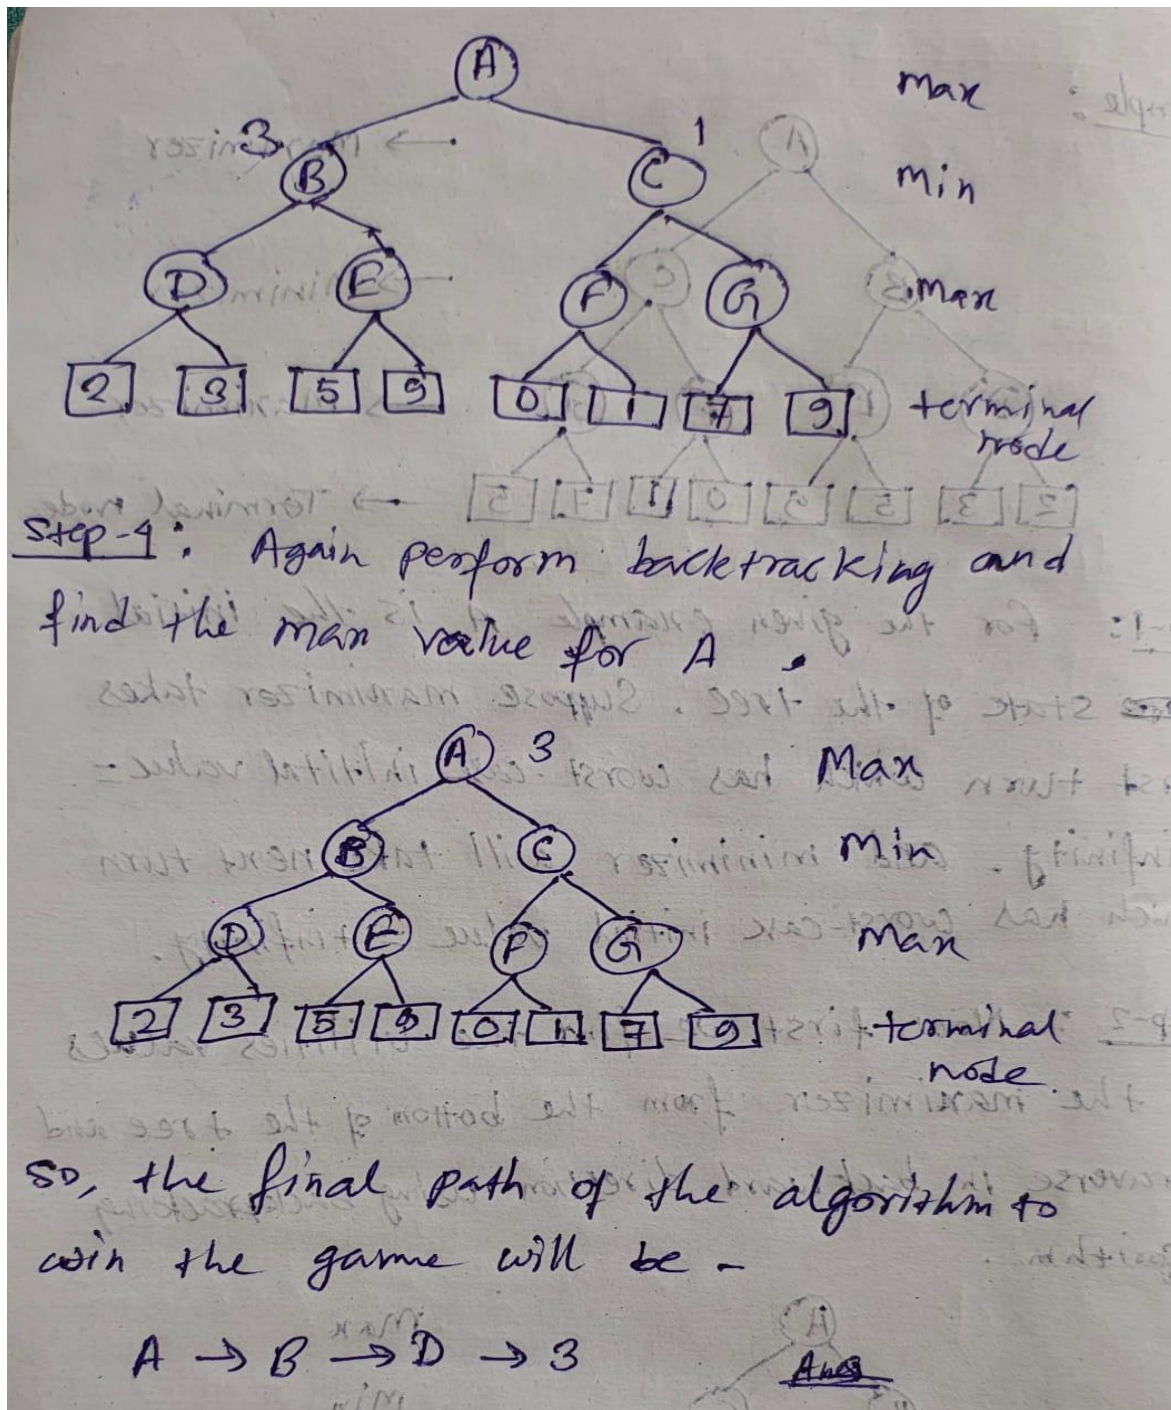 A
Max
3
1
B
C
Min
D
E
F
G
Max
2 3 5 9 0 1 7 9
terminal
node
Step-4: Again perform backtracking and
find the max value for A.
A 3
Max
B C
Min
D E F G
Max
2 3 5 9 0 1 7 9
terminal
node
So, the final path of the algorithm to
win the game will be -
A → B → D → 3